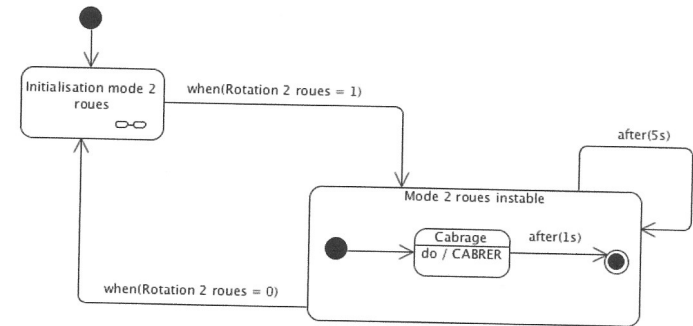 Initialisation mode 2
roues
when(Rotation 2 roues = 1)
after(5s)
Mode 2 roues instable
Cabrage
do / CABRER
after(1s)
when(Rotation 2 roues = 0)